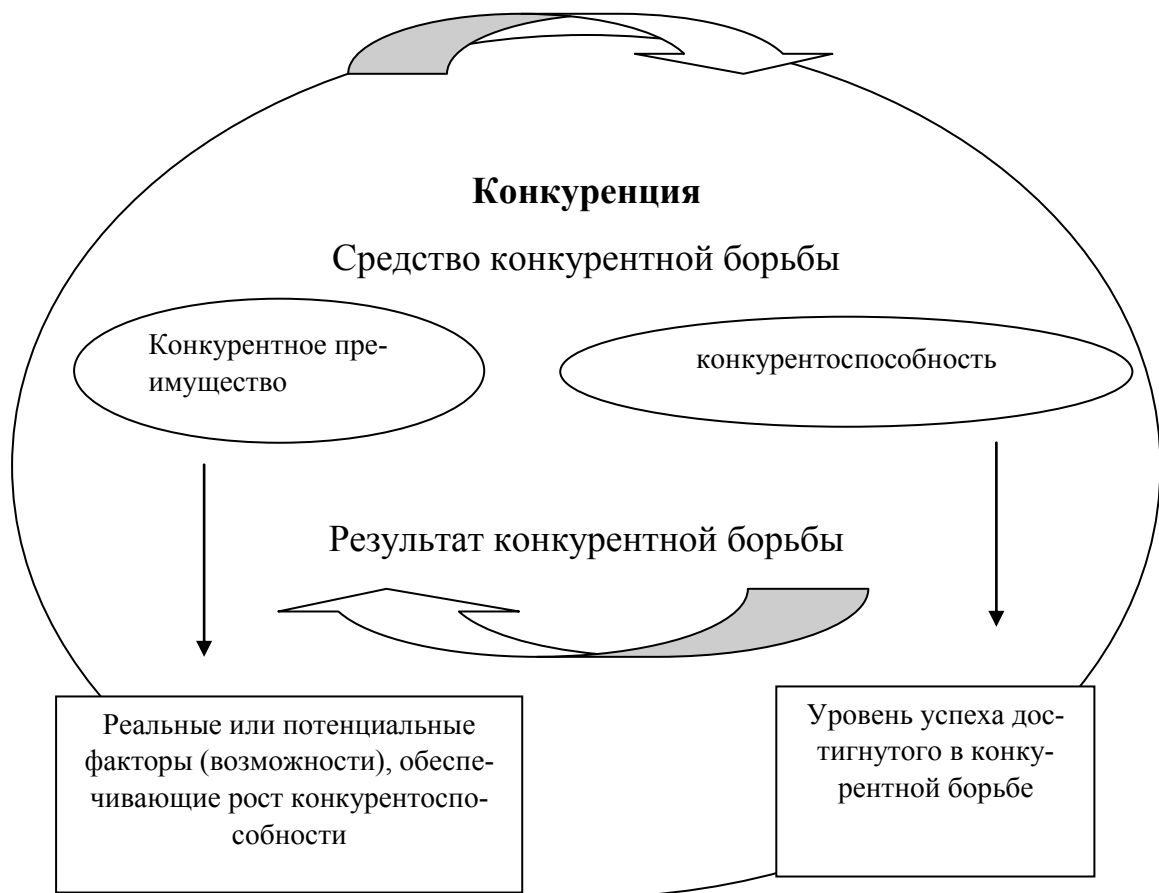 Конкуренция
Средство конкурентной борьбы
Конкурентное пре-
имущество
конкурентоспособность
Результат конкурентной борьбы
Реальные или потенциальные
факторы (возможности), обеспе-
чивающие рост конкурентоспо-
собности
Уровень успеха дос-
тигнутого в конку-
рентной борьбе